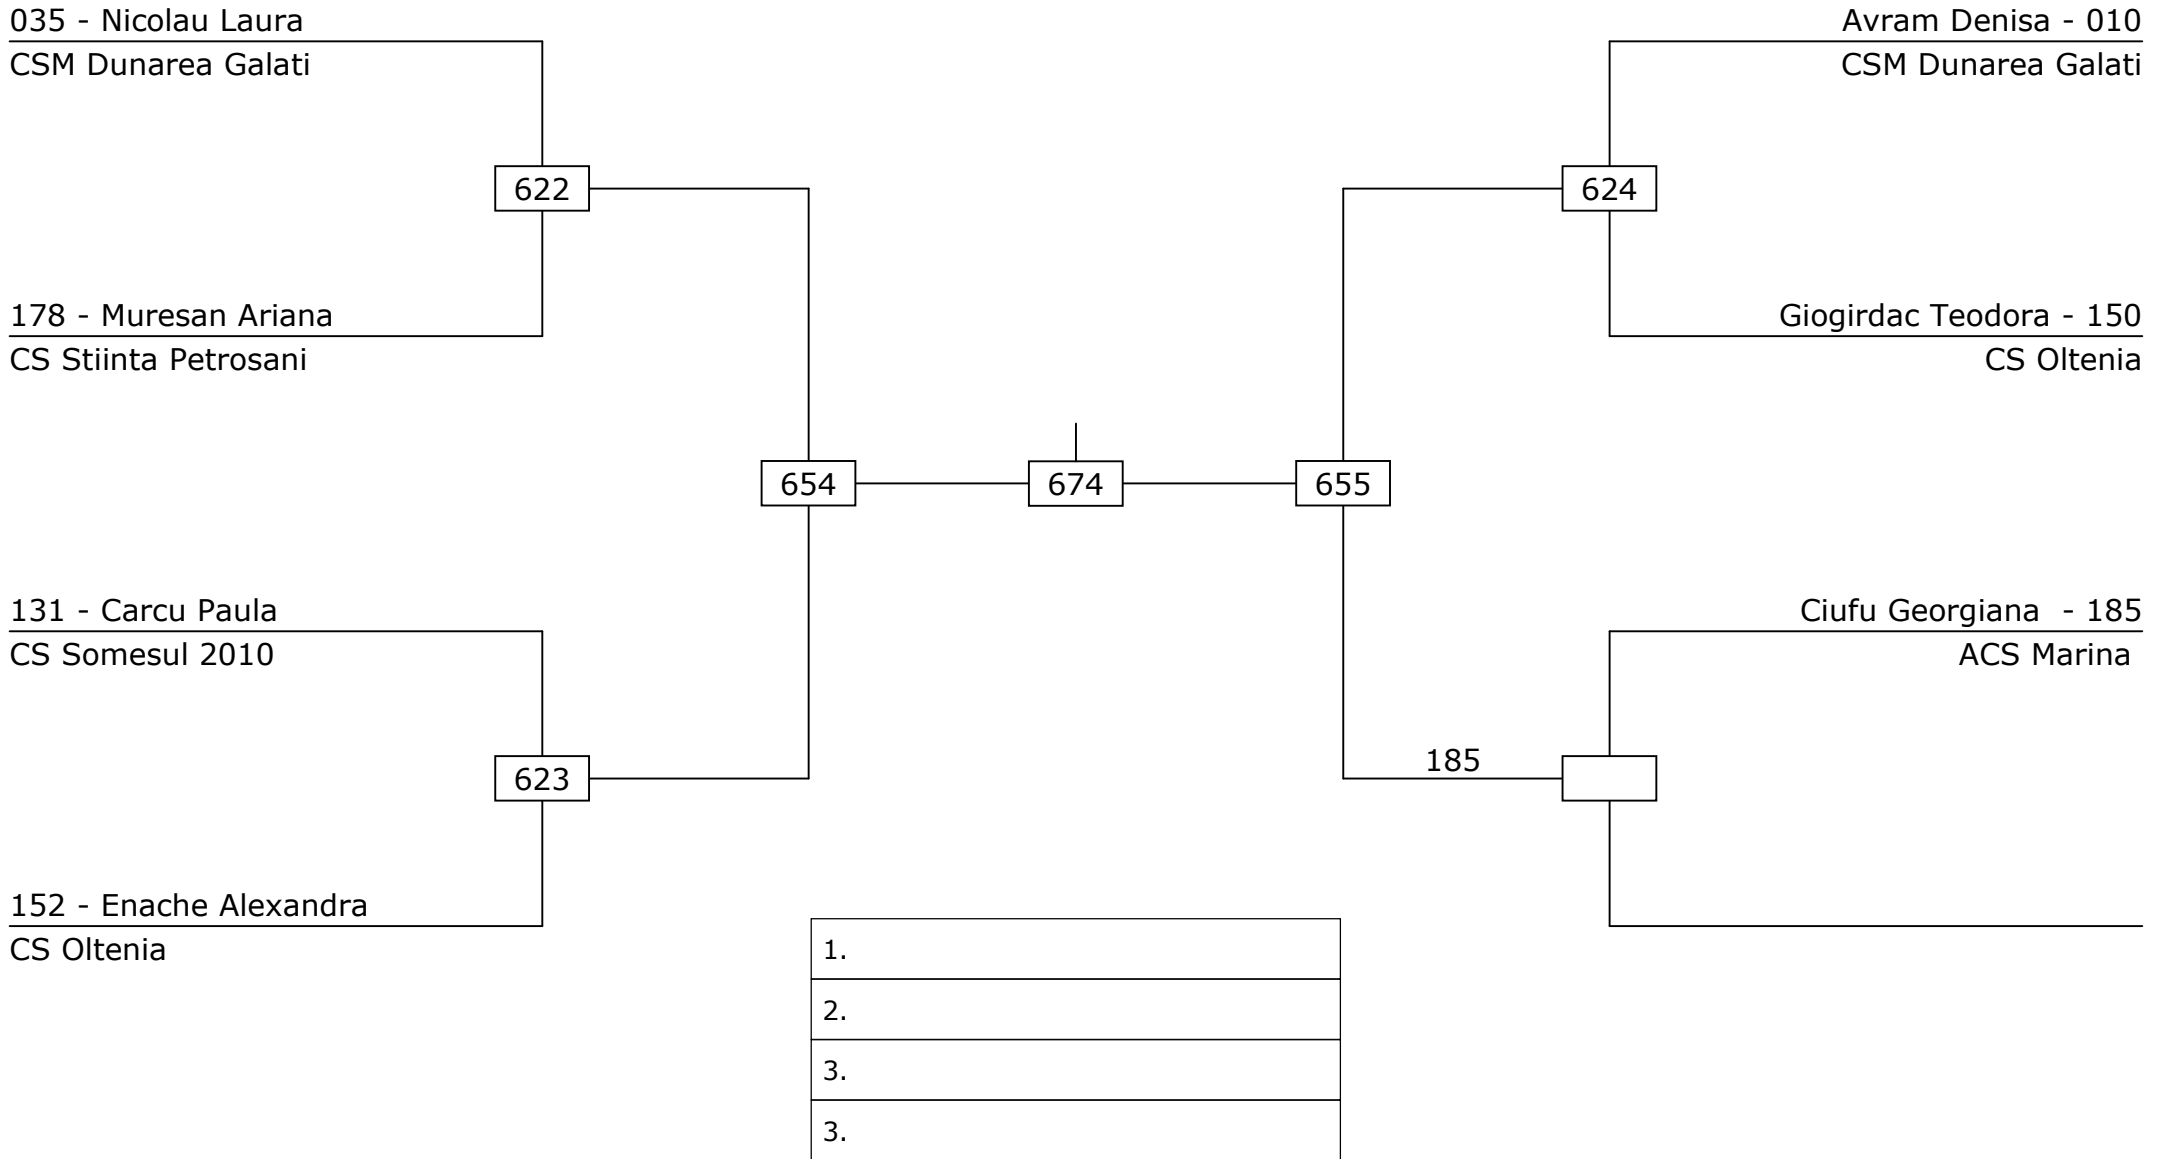 035 - Nicolau Laura
CSM Dunarea Galati
622
178 - Muresan Ariana
CS Stiinta Petrosani
654
131 - Carcu Paula
CS Somesul 2010
623
152 - Enache Alexandra
CS Oltenia
674
Avram Denisa - 010
CSM Dunarea Galati
624
Giogirdac Teodora - 150
CS Oltenia
655
Ciufu Georgiana  - 185
ACS Marina
185
1.
2.
3.
3.